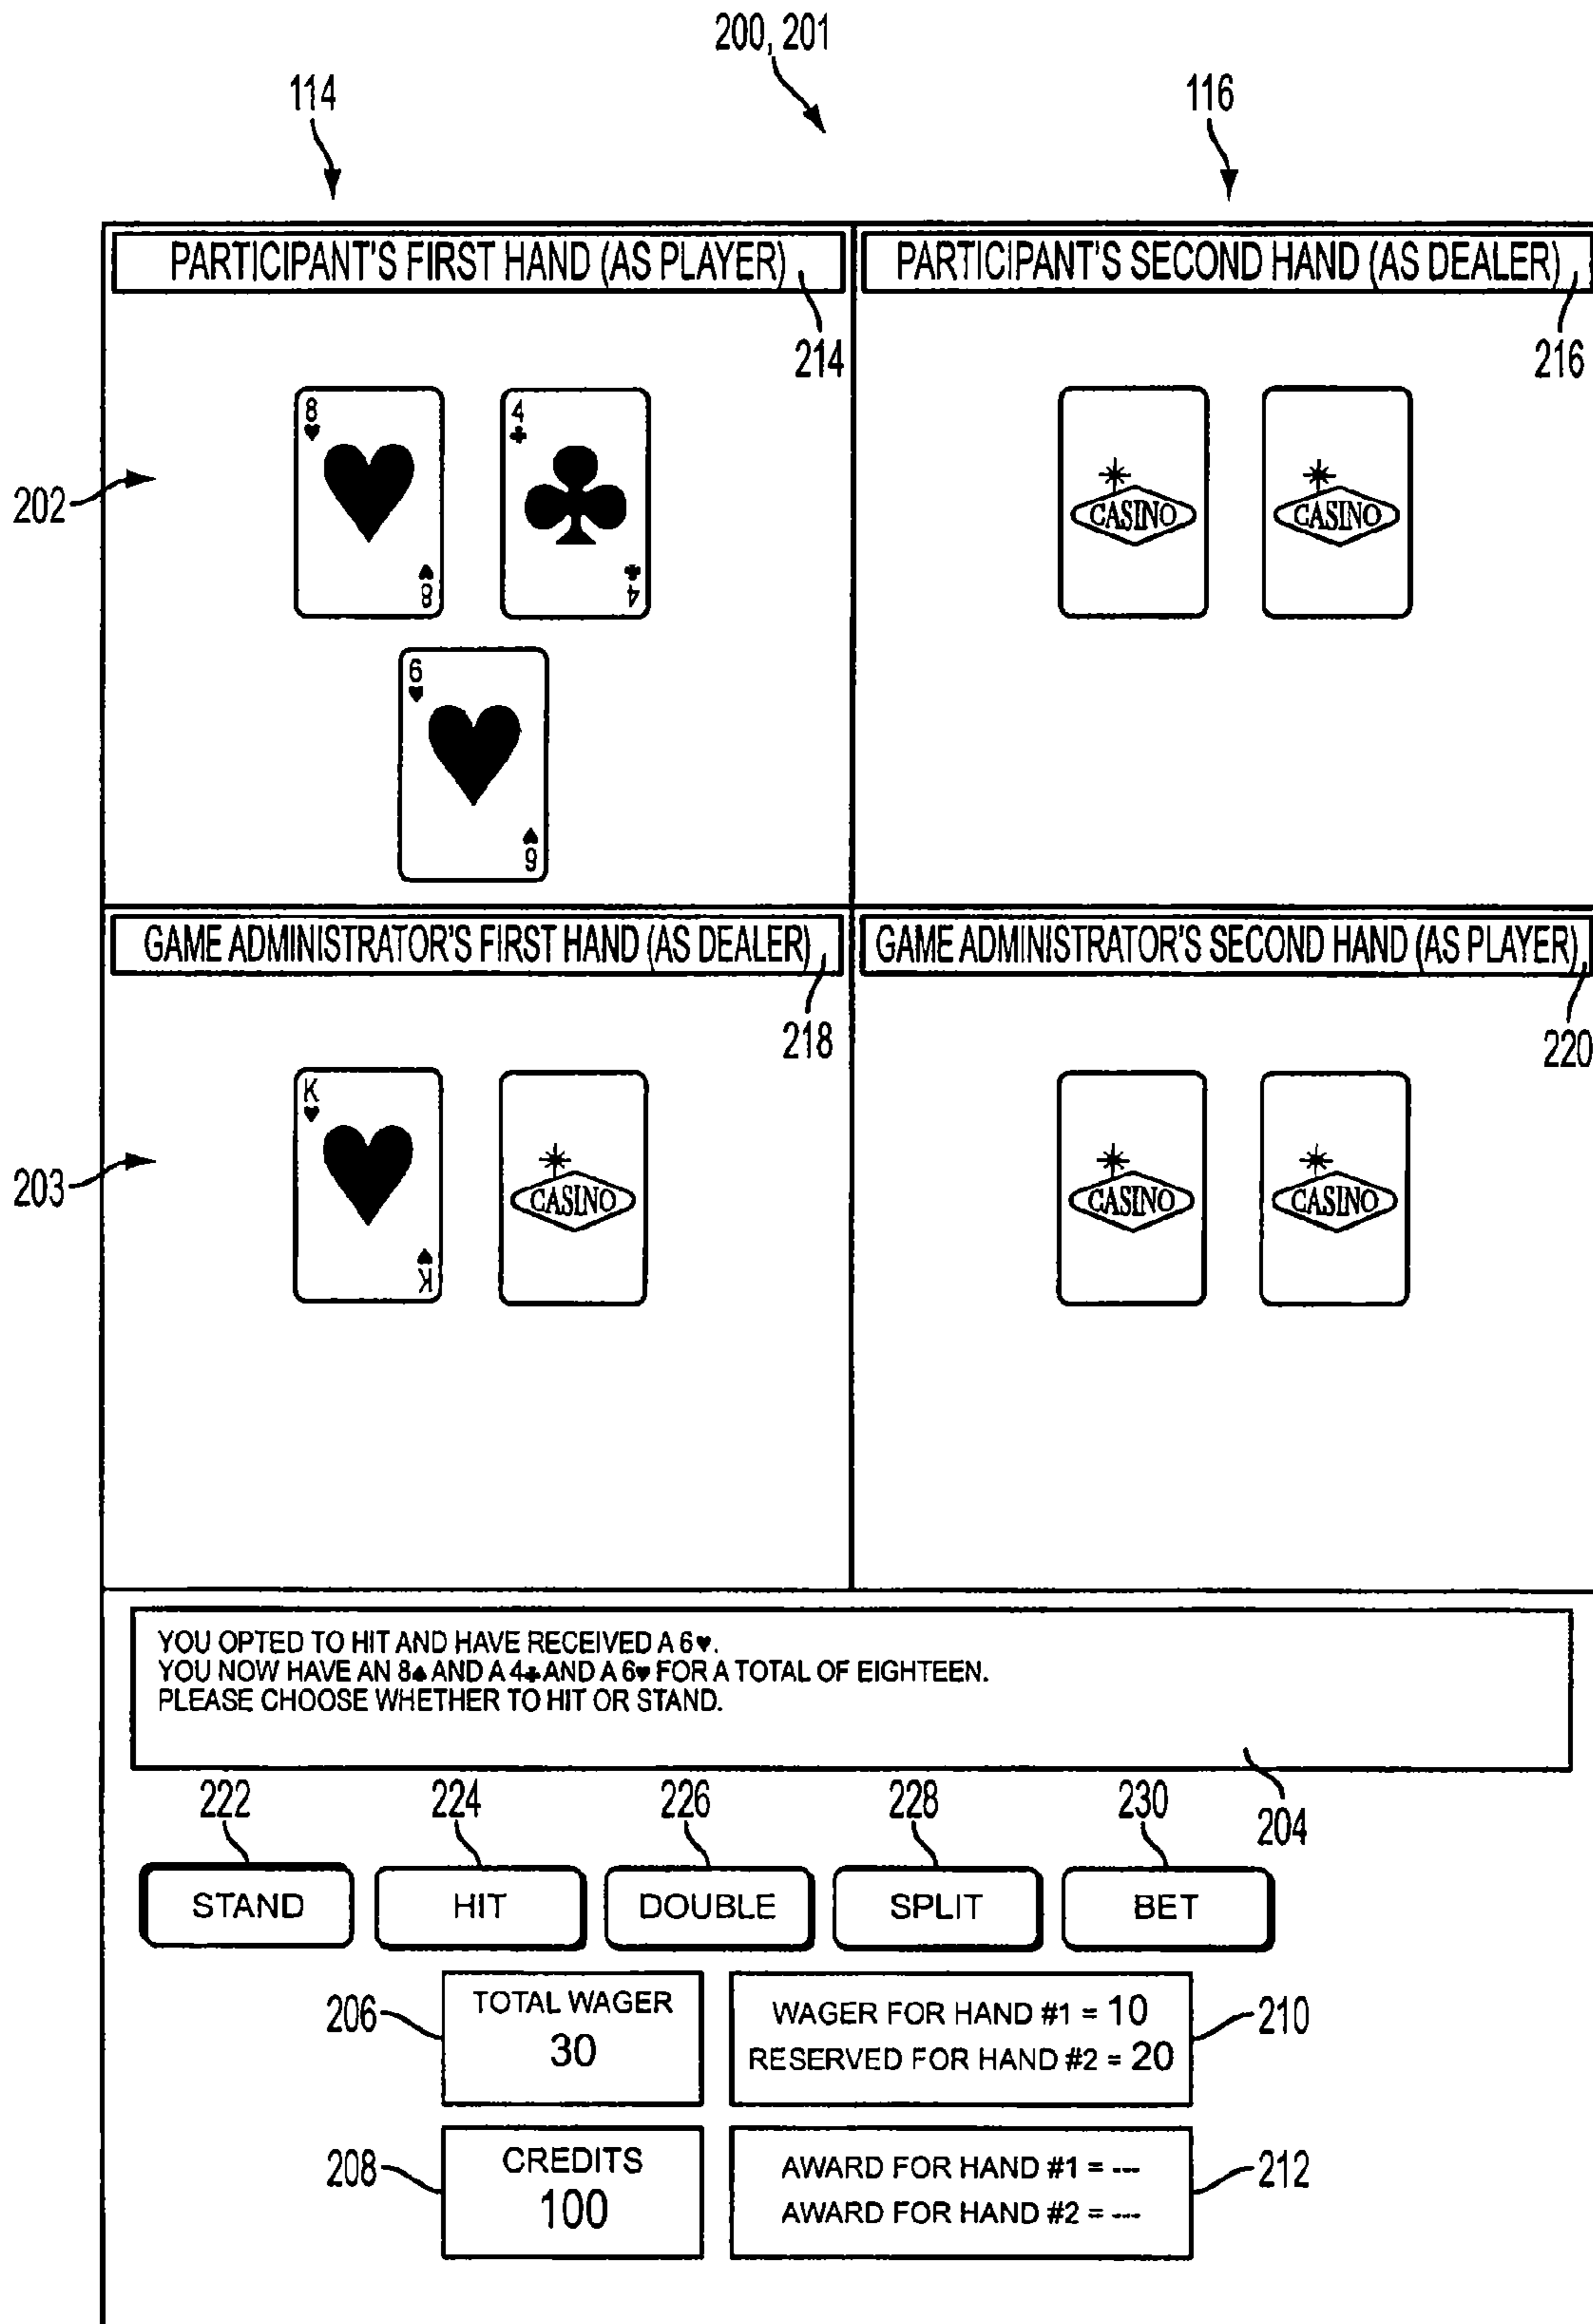 200, 201
114
116
PARTICIPANT'S FIRST HAND (AS PLAYER)
PARTICIPANT'S SECOND HAND (AS DEALER)
214
216
8♥
4♣
8♥
4♣
CASINO
CASINO
202
6♥
6♥
GAME ADMINISTRATOR'S FIRST HAND (AS DEALER)
GAME ADMINISTRATOR'S SECOND HAND (AS PLAYER)
218
220
K♥
K♥
CASINO
CASINO
CASINO
203
YOU OPTED TO HIT AND HAVE RECEIVED A 6♥.
YOU NOW HAVE AN 8♠ AND A 4♣ AND A 6♥ FOR A TOTAL OF EIGHTEEN.
PLEASE CHOOSE WHETHER TO HIT OR STAND.
222
224
226
228
230
204
STAND
HIT
DOUBLE
SPLIT
BET
206
TOTAL WAGER
30
WAGER FOR HAND #1 = 10
RESERVED FOR HAND #2 = 20
210
208
CREDITS
100
AWARD FOR HAND #1 = ---
AWARD FOR HAND #2 = ---
212